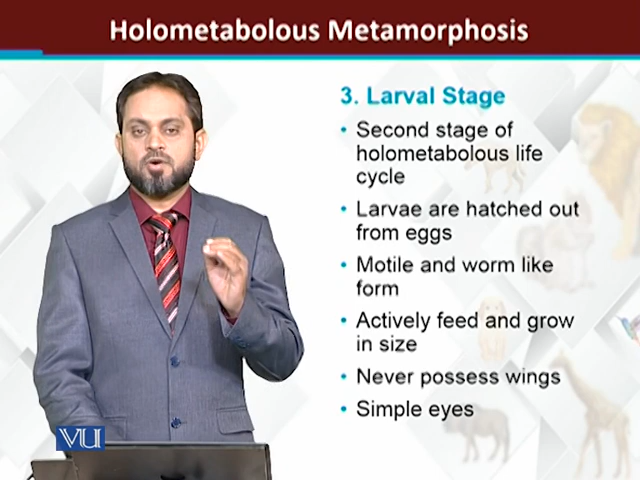 Holometabolous Metamorphosis
3. Larval Stage
• Second stage of
holometabolous life
cycle
• Larvae are hatched out
from eggs
• Motile and worm like
form
• Actively feed and grow
in size
• Never possess wings
• Simple eyes
VU